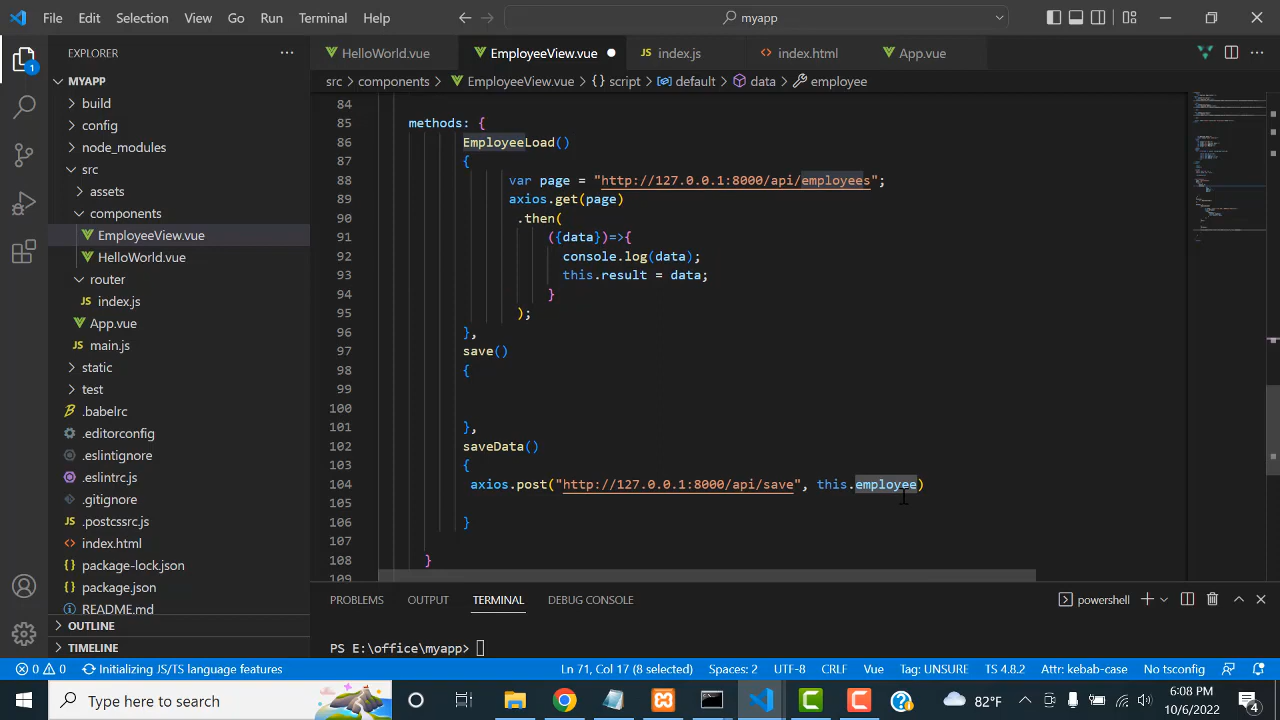 File Edit Selection View Go Run Terminal Help
myapp
EXPLORER
HelloWorld.vue
EmployeeView.vue
index.js
index.html
App.vue
src > components > EmployeeView.vue > {} script > default > data > employee
1
MYAPP
build
config
node_modules
src
assets
components
EmployeeView.vue
HelloWorld.vue
router
index.js
App.vue
main.js
static
test
.babelrc
.editorconfig
.eslintignore
.eslintrc.js
.gitignore
.postcssrc.js
index.html
package-lock.json
package.json
README.md
OUTLINE
TIMELINE
84
85 methods: {
86 EmployeeLoad()
87 {
88 var page = "http://127.0.0.1:8000/api/employees";
89 axios.get(page)
90 .then(
91 ({data})=>{
92 console.log(data);
93 this.result = data;
94 }
95 );
96 },
97 save()
98 {
99
100
101 },
102 saveData()
103 {
104 axios.post("http://127.0.0.1:8000/api/save", this.employee)
105
106 }
107
108 }
109
PROBLEMS OUTPUT TERMINAL DEBUG CONSOLE
powershell
PS E:\office\myapp>
0 0 Initializing JS/TS language features
Ln 71, Col 17 (8 selected) Spaces: 2 UTF-8 CRLF Vue Tag: UNSURE TS 4.8.2 Attr: kebab-case No tsconfig
Type here to search
82°F
6:08 PM
10/6/2022
4